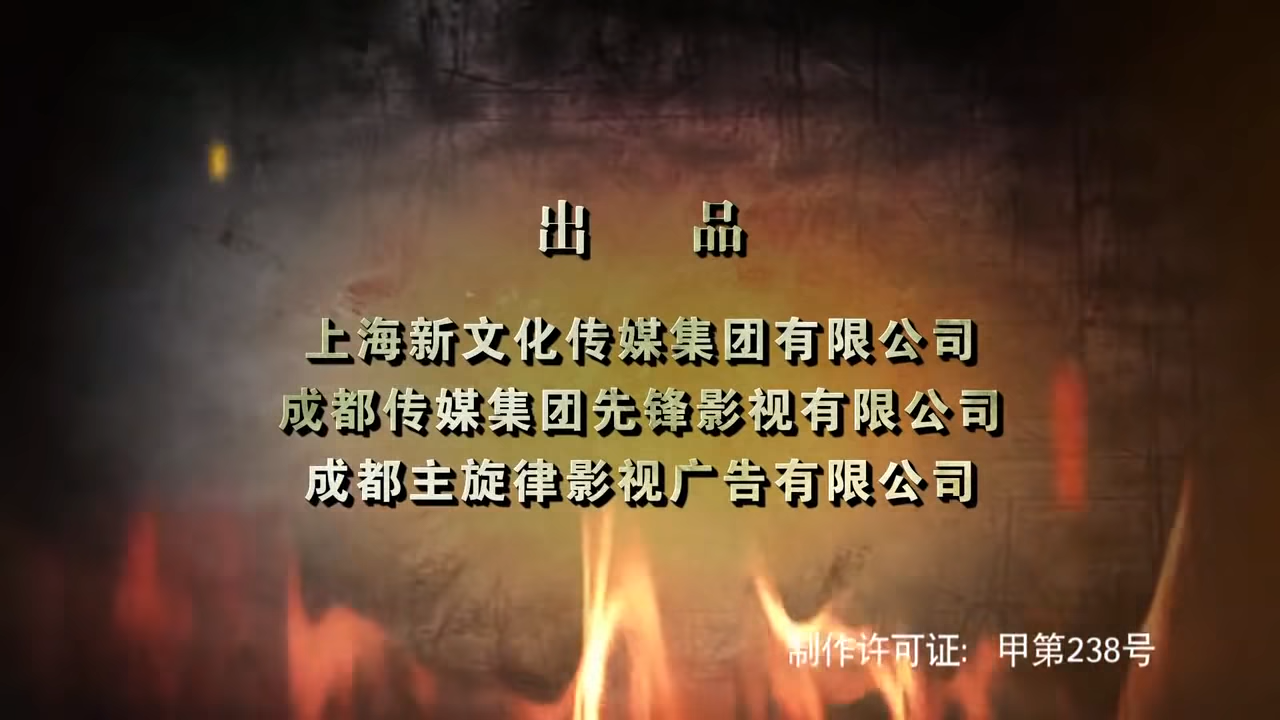 出 品
上海新文化传媒集团有限公司
成都传媒集团先锋影视有限公司
成都主旋律影视广告有限公司
制作许可证: 甲第238号